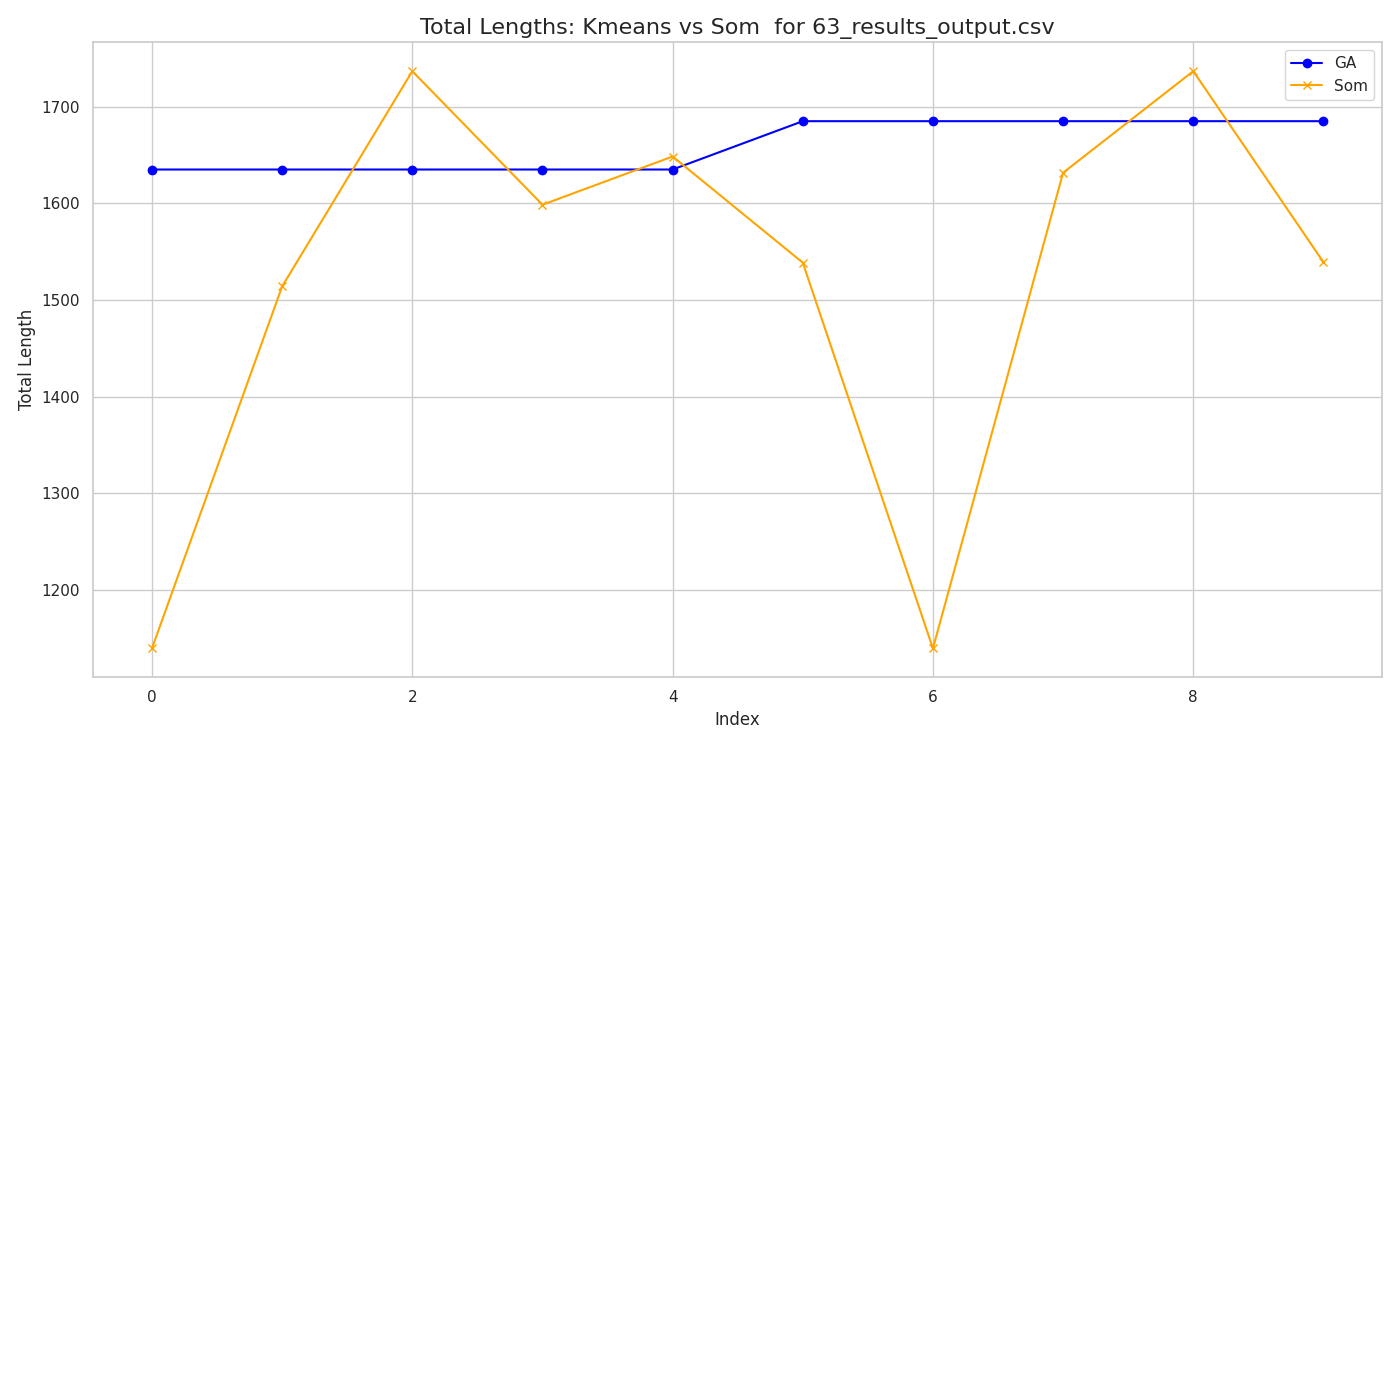 Total Lengths: Kmeans vs Som  for 63_results_output.csv
GA
Som
Total Length
1700
1600
1500
1400
1300
1200
0 2 4 6 8
Index